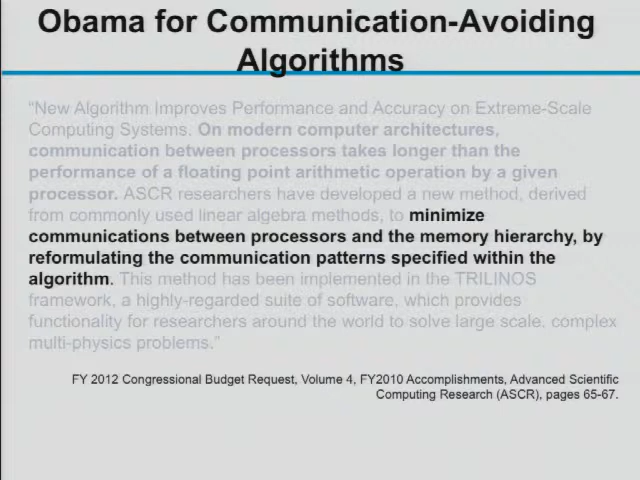 Obama for Communication-Avoiding
Algorithms
“New Algorithm Improves Performance and Accuracy on Extreme-Scale
Computing Systems. On modern computer architectures,
communication between processors takes longer than the
performance of a floating point arithmetic operation by a given
processor. ASCR researchers have developed a new method, derived
from commonly used linear algebra methods, to minimize
communications between processors and the memory hierarchy, by
reformulating the communication patterns specified within the
algorithm. This method has been implemented in the TRILINOS
framework, a highly-regarded suite of software, which provides
functionality for researchers around the world to solve large scale, complex
multi-physics problems.”
FY 2012 Congressional Budget Request, Volume 4, FY2010 Accomplishments, Advanced Scientific
Computing Research (ASCR), pages 65-67.